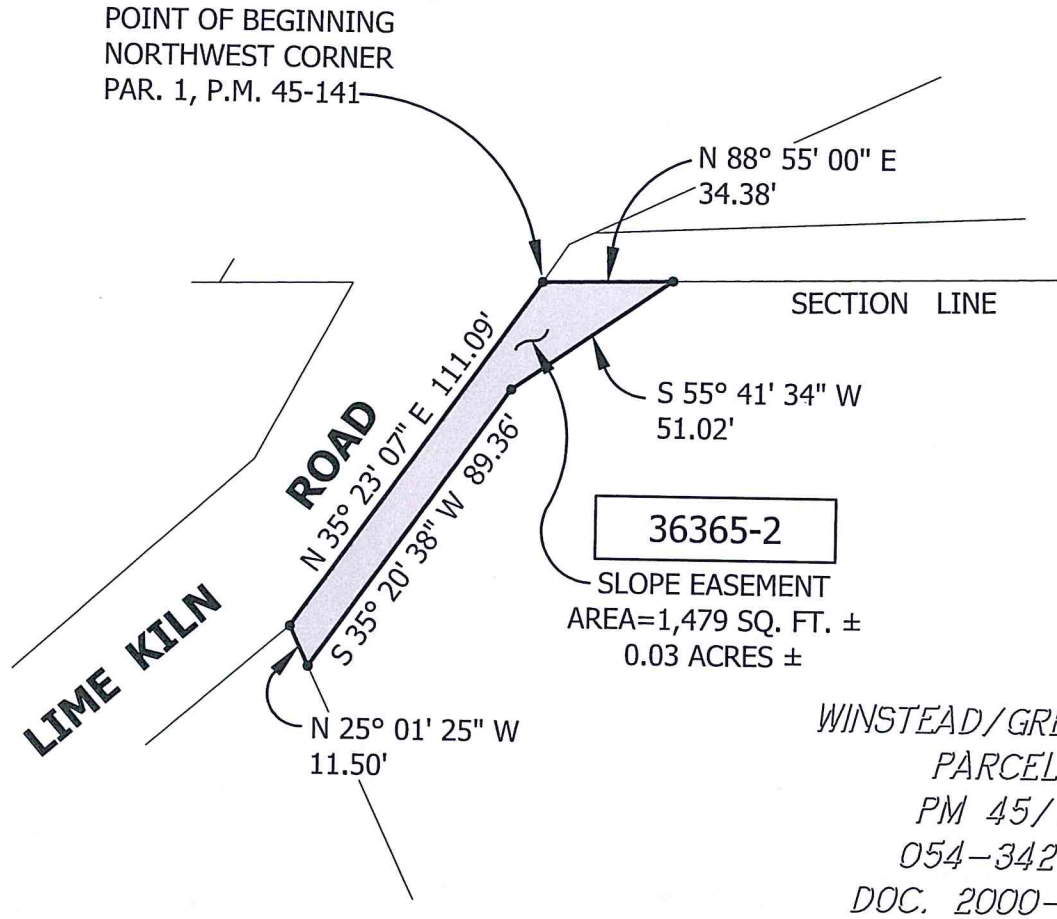 POINT OF BEGINNING
NORTHWEST CORNER
PAR. 1, P.M. 45-141
N 88° 55' 00" E
34.38'
SECTION LINE
N 35° 23' 07" E 111.09'
S 55° 41' 34" W
51.02'
LIME KILN ROAD
S 35° 20' 38" W 89.36'
36365-2
SLOPE EASEMENT
AREA=1,479 SQ. FT. ±
0.03 ACRES ±
N 25° 01' 25" W
11.50'
WINSTEAD/GRE
PARCEL
PM 45/
054-342
DOC. 2000-